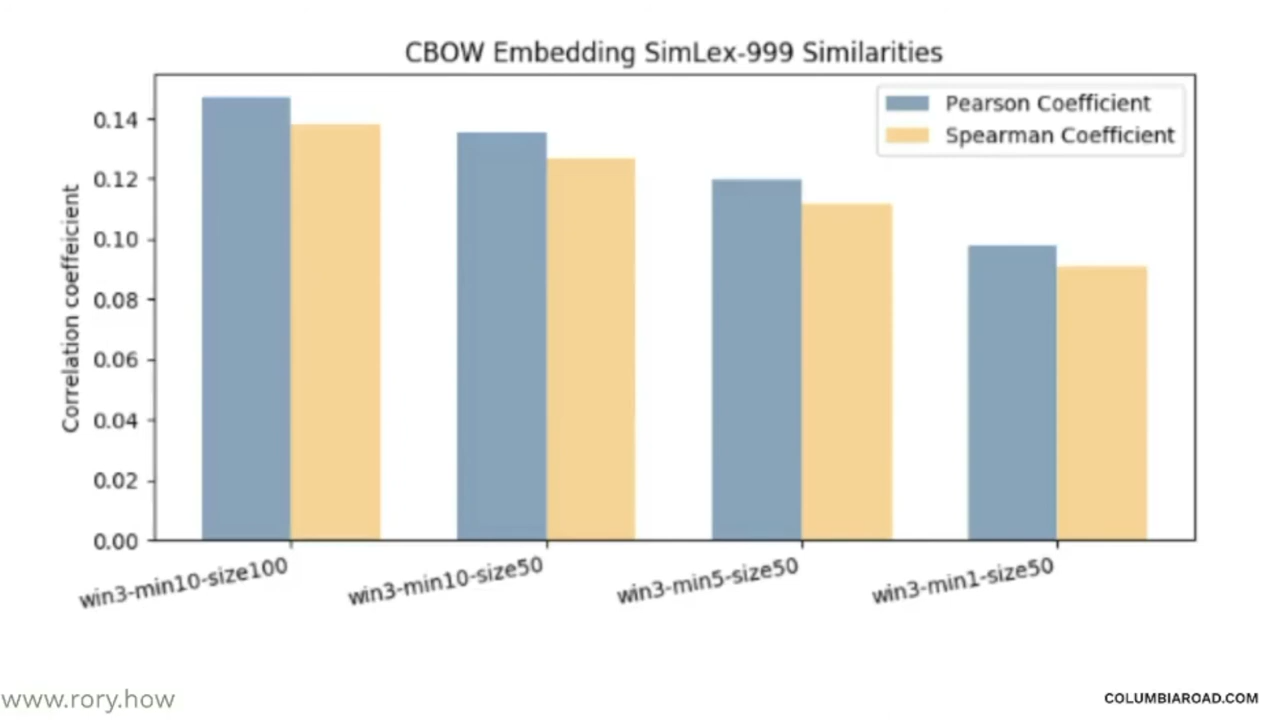 CBOW Embedding SimLex-999 Similarities
Pearson Coefficient
Spearman Coefficient
Correlation coeffeicient
0.14
0.12
0.10
0.08
0.06
0.04
0.02
0.00
win3-min10-size100
win3-min10-size50
win3-min5-size50
win3-min1-size50
www.rory.how
COLUMBIAROAD.COM